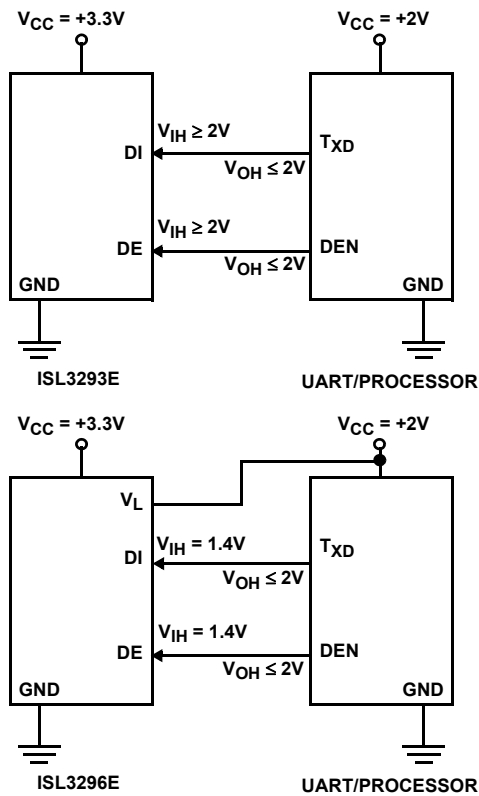 VCC = +3.3V
VCC = +2V
DI
VIH ≥ 2V
TXD
VOH ≤ 2V
DE
VIH ≥ 2V
DEN
VOH ≤ 2V
GND
GND
ISL3293E
UART/PROCESSOR
VCC = +3.3V
VCC = +2V
VL
DI
VIH = 1.4V
TXD
VOH ≤ 2V
DE
VIH = 1.4V
DEN
VOH ≤ 2V
GND
GND
ISL3296E
UART/PROCESSOR